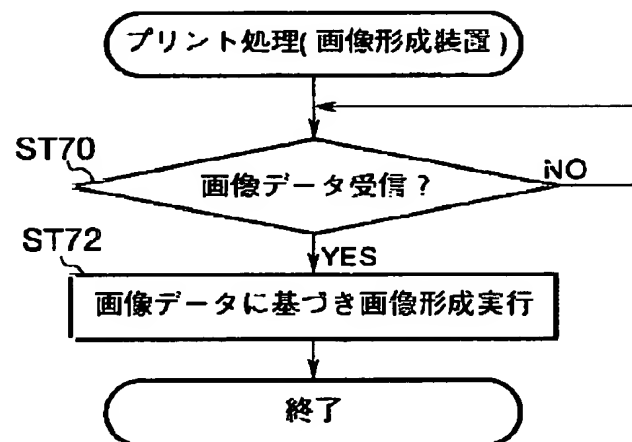 プリント処理(画像形成装置)
ST70
画像データ受信?
NO
YES
ST72
画像データに基づき画像形成実行
終了